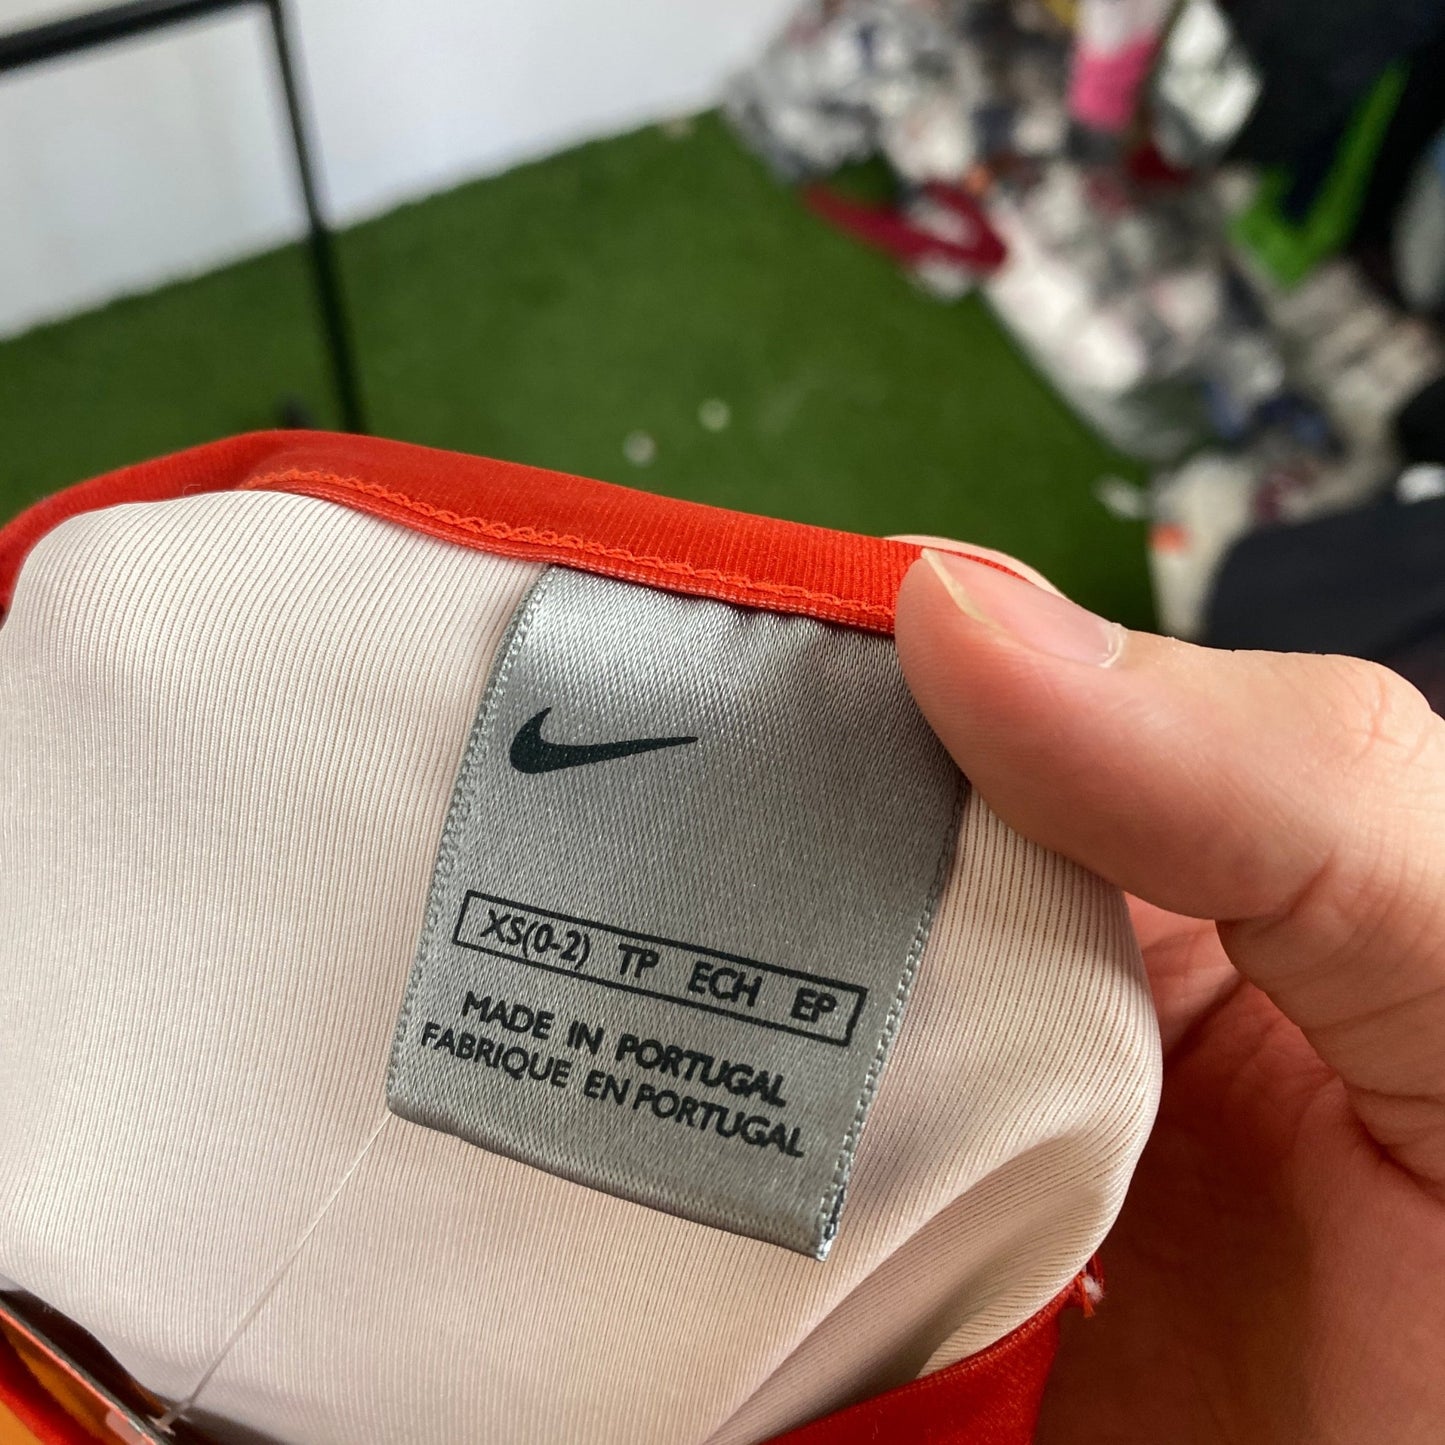 XS(0-2) TP ECH EP
MADE IN PORTUGAL
FABRIQUE EN PORTUGAL